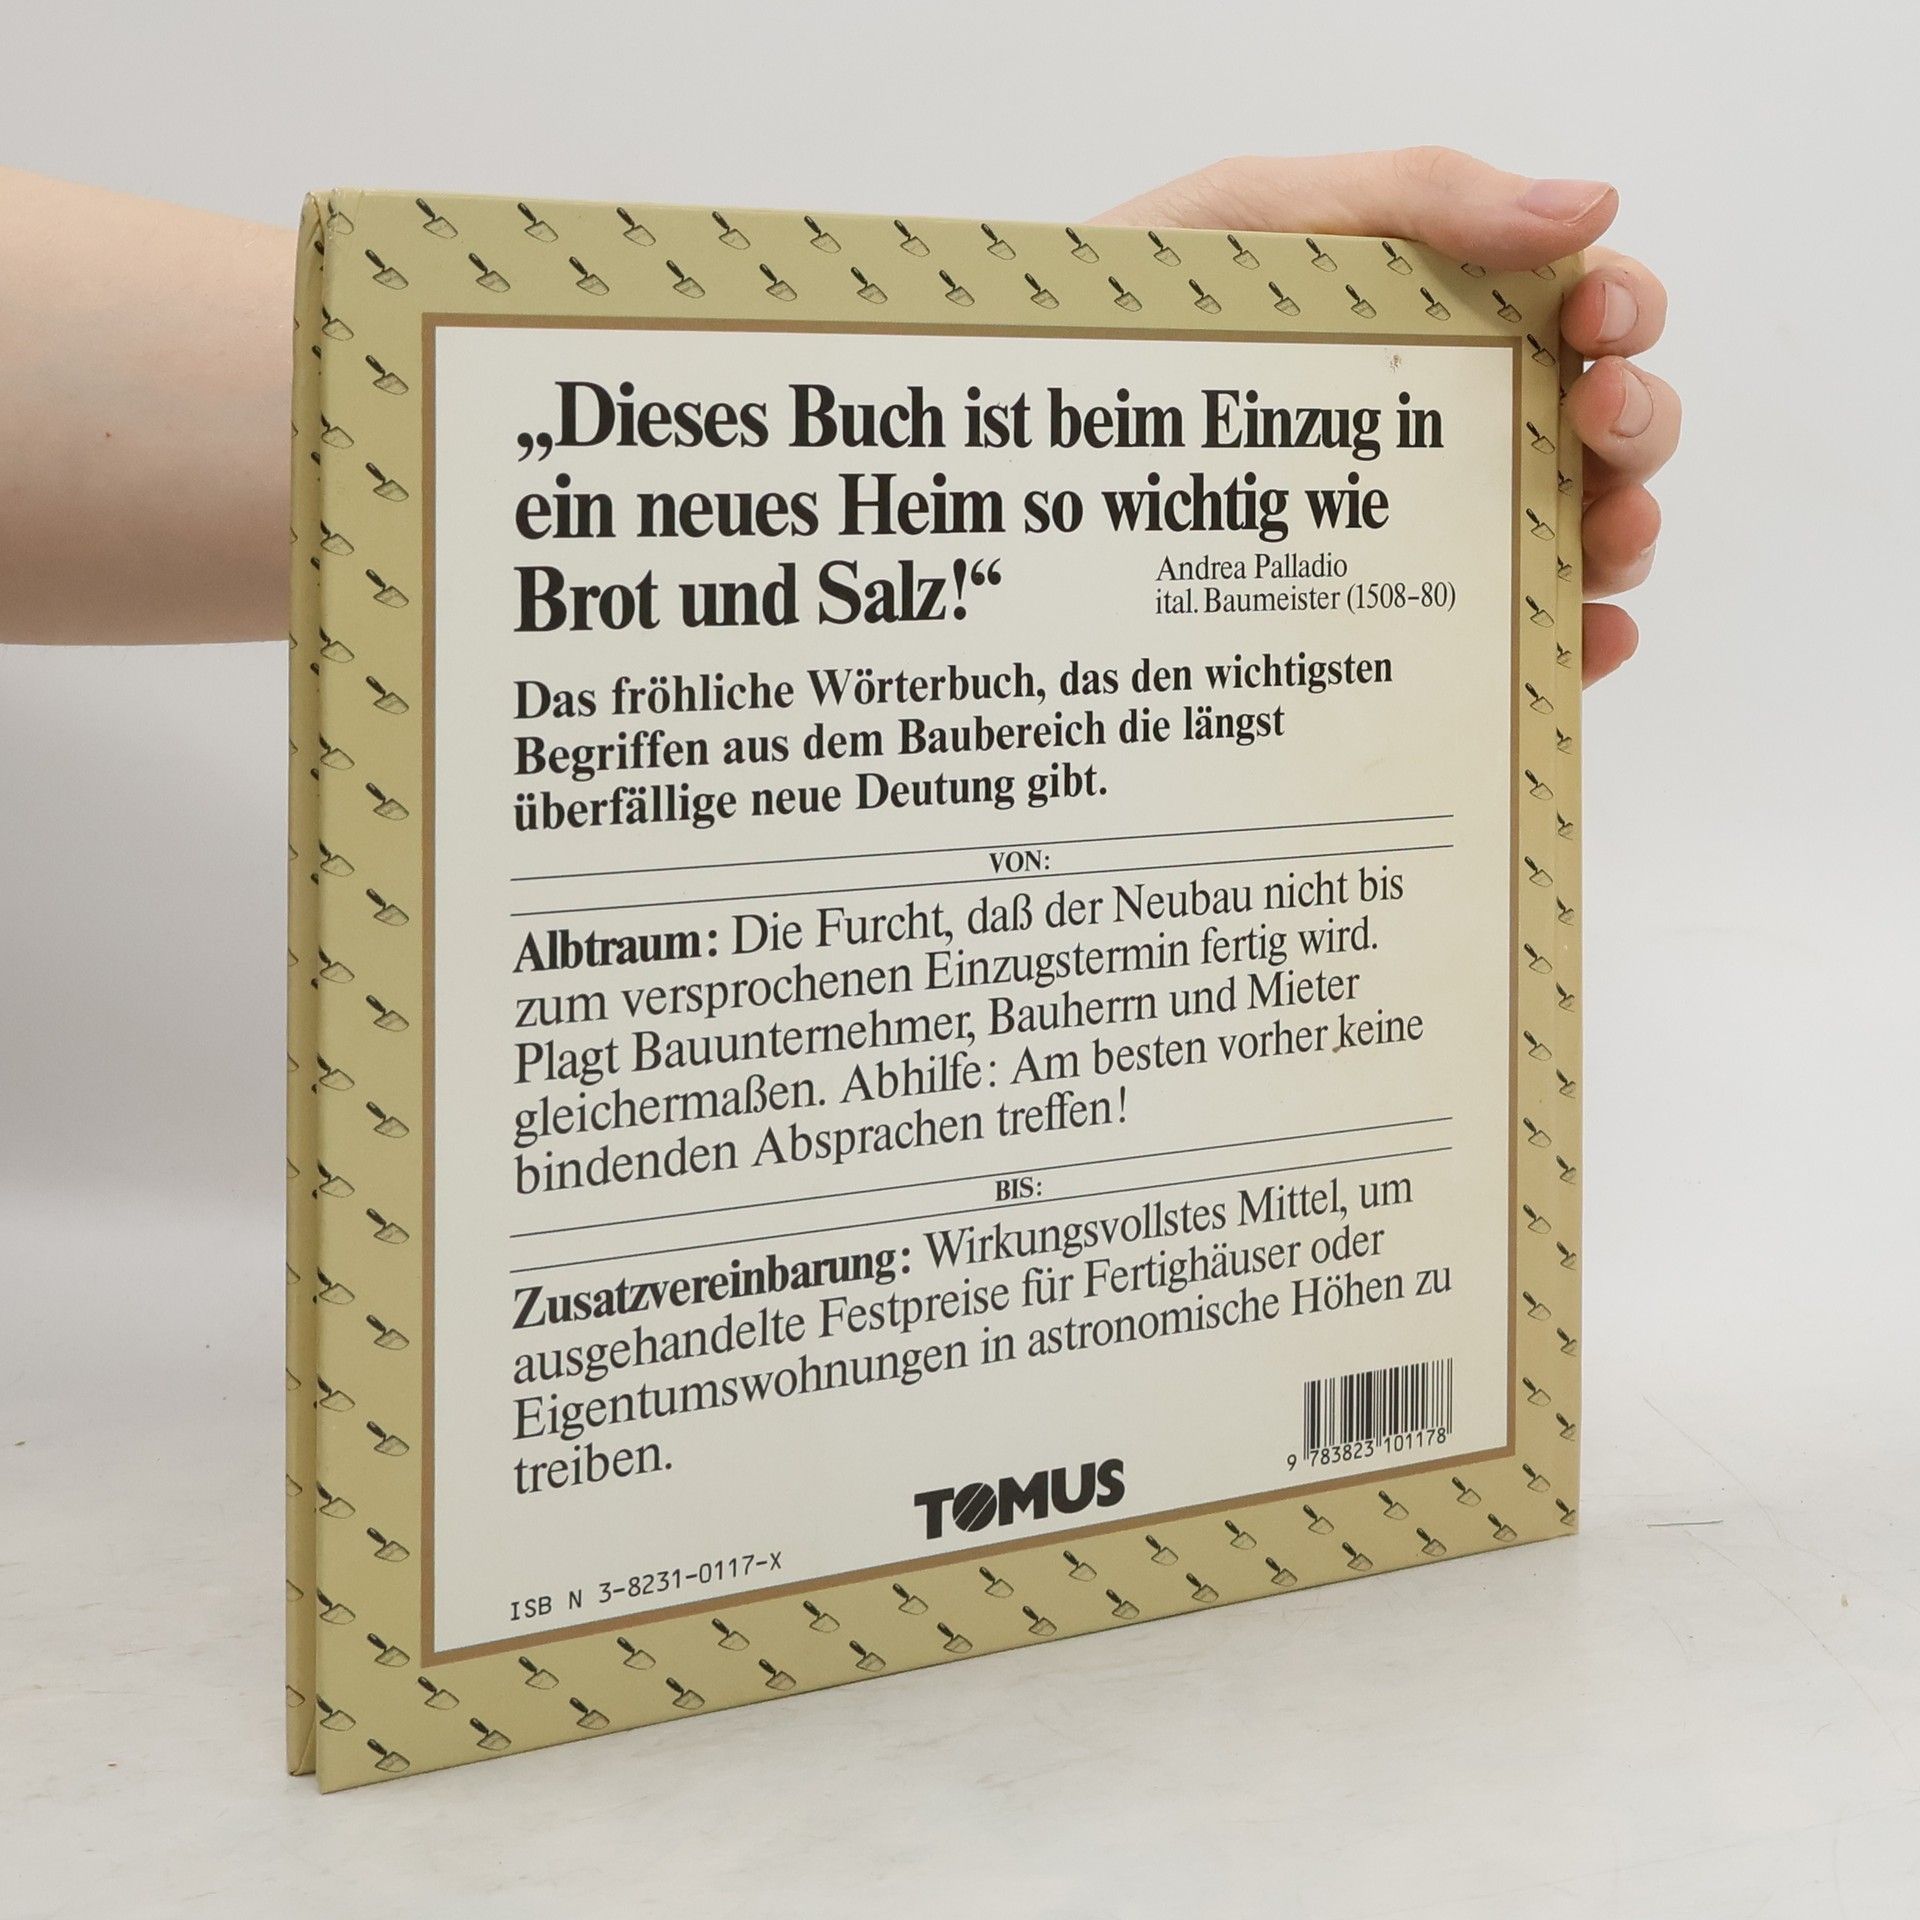 „Dieses Buch ist beim Einzug in
ein neues Heim so wichtig wie
Brot und Salz!“
Andrea Palladio
ital. Baumeister (1508-80)
Das fröhliche Wörterbuch, das den wichtigsten
Begriffen aus dem Baubereich die längst
überfällige neue Deutung gibt.
VON:
Albtraum: Die Furcht, daß der Neubau nicht bis
zum versprochenen Einzugstermin fertig wird.
Plagt Bauunternehmer, Bauherrn und Mieter
gleichermaßen. Abhilfe: Am besten vorher keine
bindenden Absprachen treffen!
BIS:
Zusatzvereinbarung: Wirkungsvollstes Mittel, um
ausgehandelte Festpreise für Fertighäuser oder
Eigentumswohnungen in astronomische Höhen zu
treiben.
9 783823 101178
TOMUS
ISB N 3-8231-0117-X